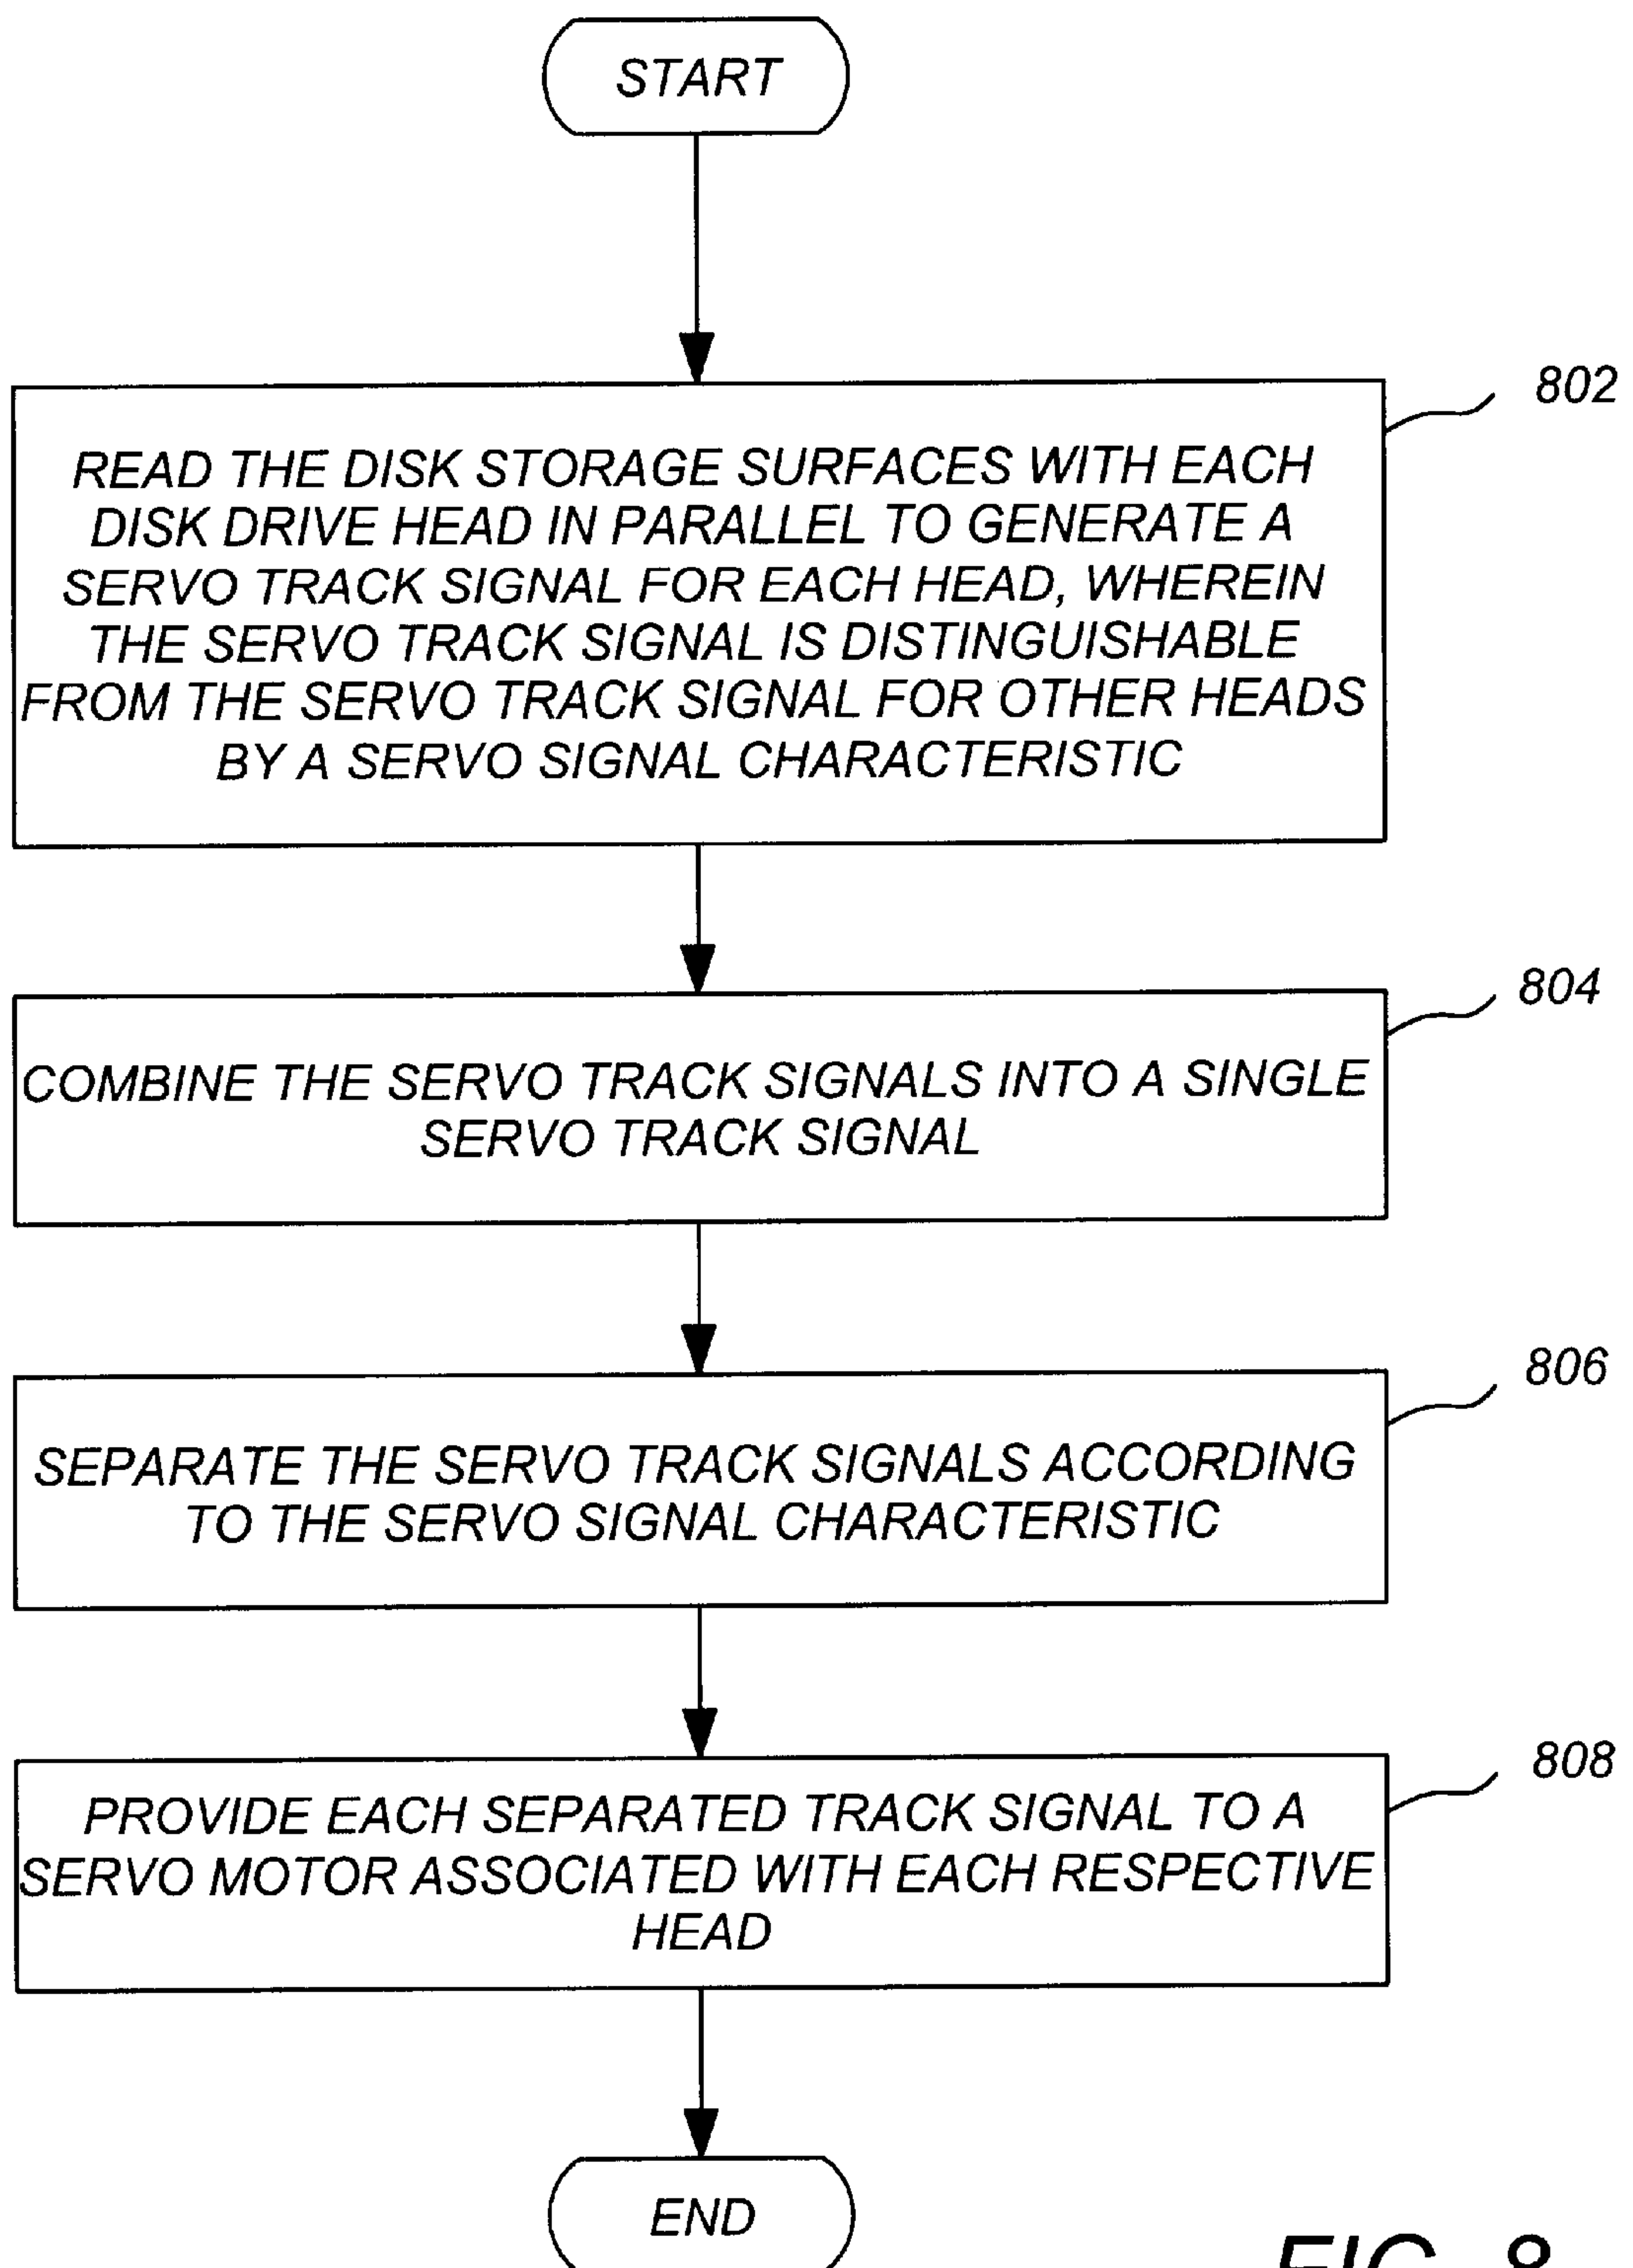 START
802
READ THE DISK STORAGE SURFACES WITH EACH
DISK DRIVE HEAD IN PARALLEL TO GENERATE A
SERVO TRACK SIGNAL FOR EACH HEAD, WHEREIN
THE SERVO TRACK SIGNAL IS DISTINGUISHABLE
FROM THE SERVO TRACK SIGNAL FOR OTHER HEADS
BY A SERVO SIGNAL CHARACTERISTIC
804
COMBINE THE SERVO TRACK SIGNALS INTO A SINGLE
SERVO TRACK SIGNAL
806
SEPARATE THE SERVO TRACK SIGNALS ACCORDING
TO THE SERVO SIGNAL CHARACTERISTIC
808
PROVIDE EACH SEPARATED TRACK SIGNAL TO A
SERVO MOTOR ASSOCIATED WITH EACH RESPECTIVE
HEAD
END
FIG. 8